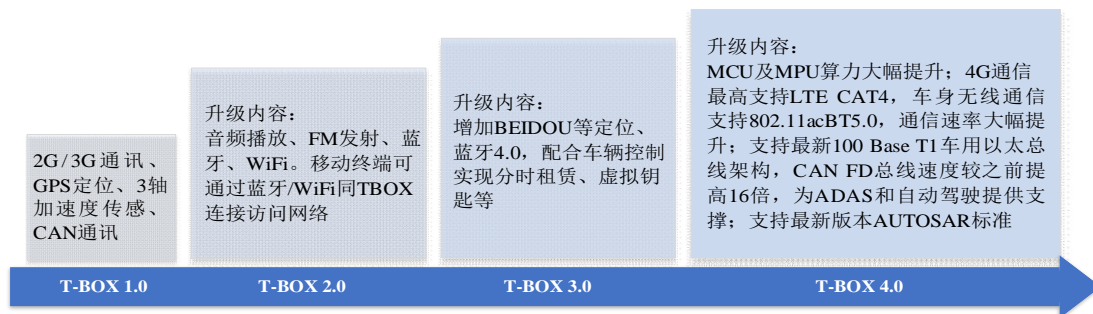 2G/3G通讯、
GPS定位、3轴
加速度传感、
CAN通讯
升级内容：
音频播放、FM发射、蓝
牙、WiFi。移动终端可
通过蓝牙/WiFi同TBOX
连接访问网络
升级内容：
增加BEIDOU等定位、
蓝牙4.0，配合车辆控制
实现分时租赁、虚拟钥
匙等
升级内容：
MCU及MPU算力大幅提升；4G通信
最高支持LTE CAT4，车身无线通信
支持802.11acBT5.0，通信速率大幅提
升；支持最新100 Base T1车用以太总
线架构，CAN FD总线速度较之前提
高16倍，为ADAS和自动驾驶提供支
撑；支持最新版本AUTOSAR标准
T-BOX 1.0
T-BOX 2.0
T-BOX 3.0
T-BOX 4.0